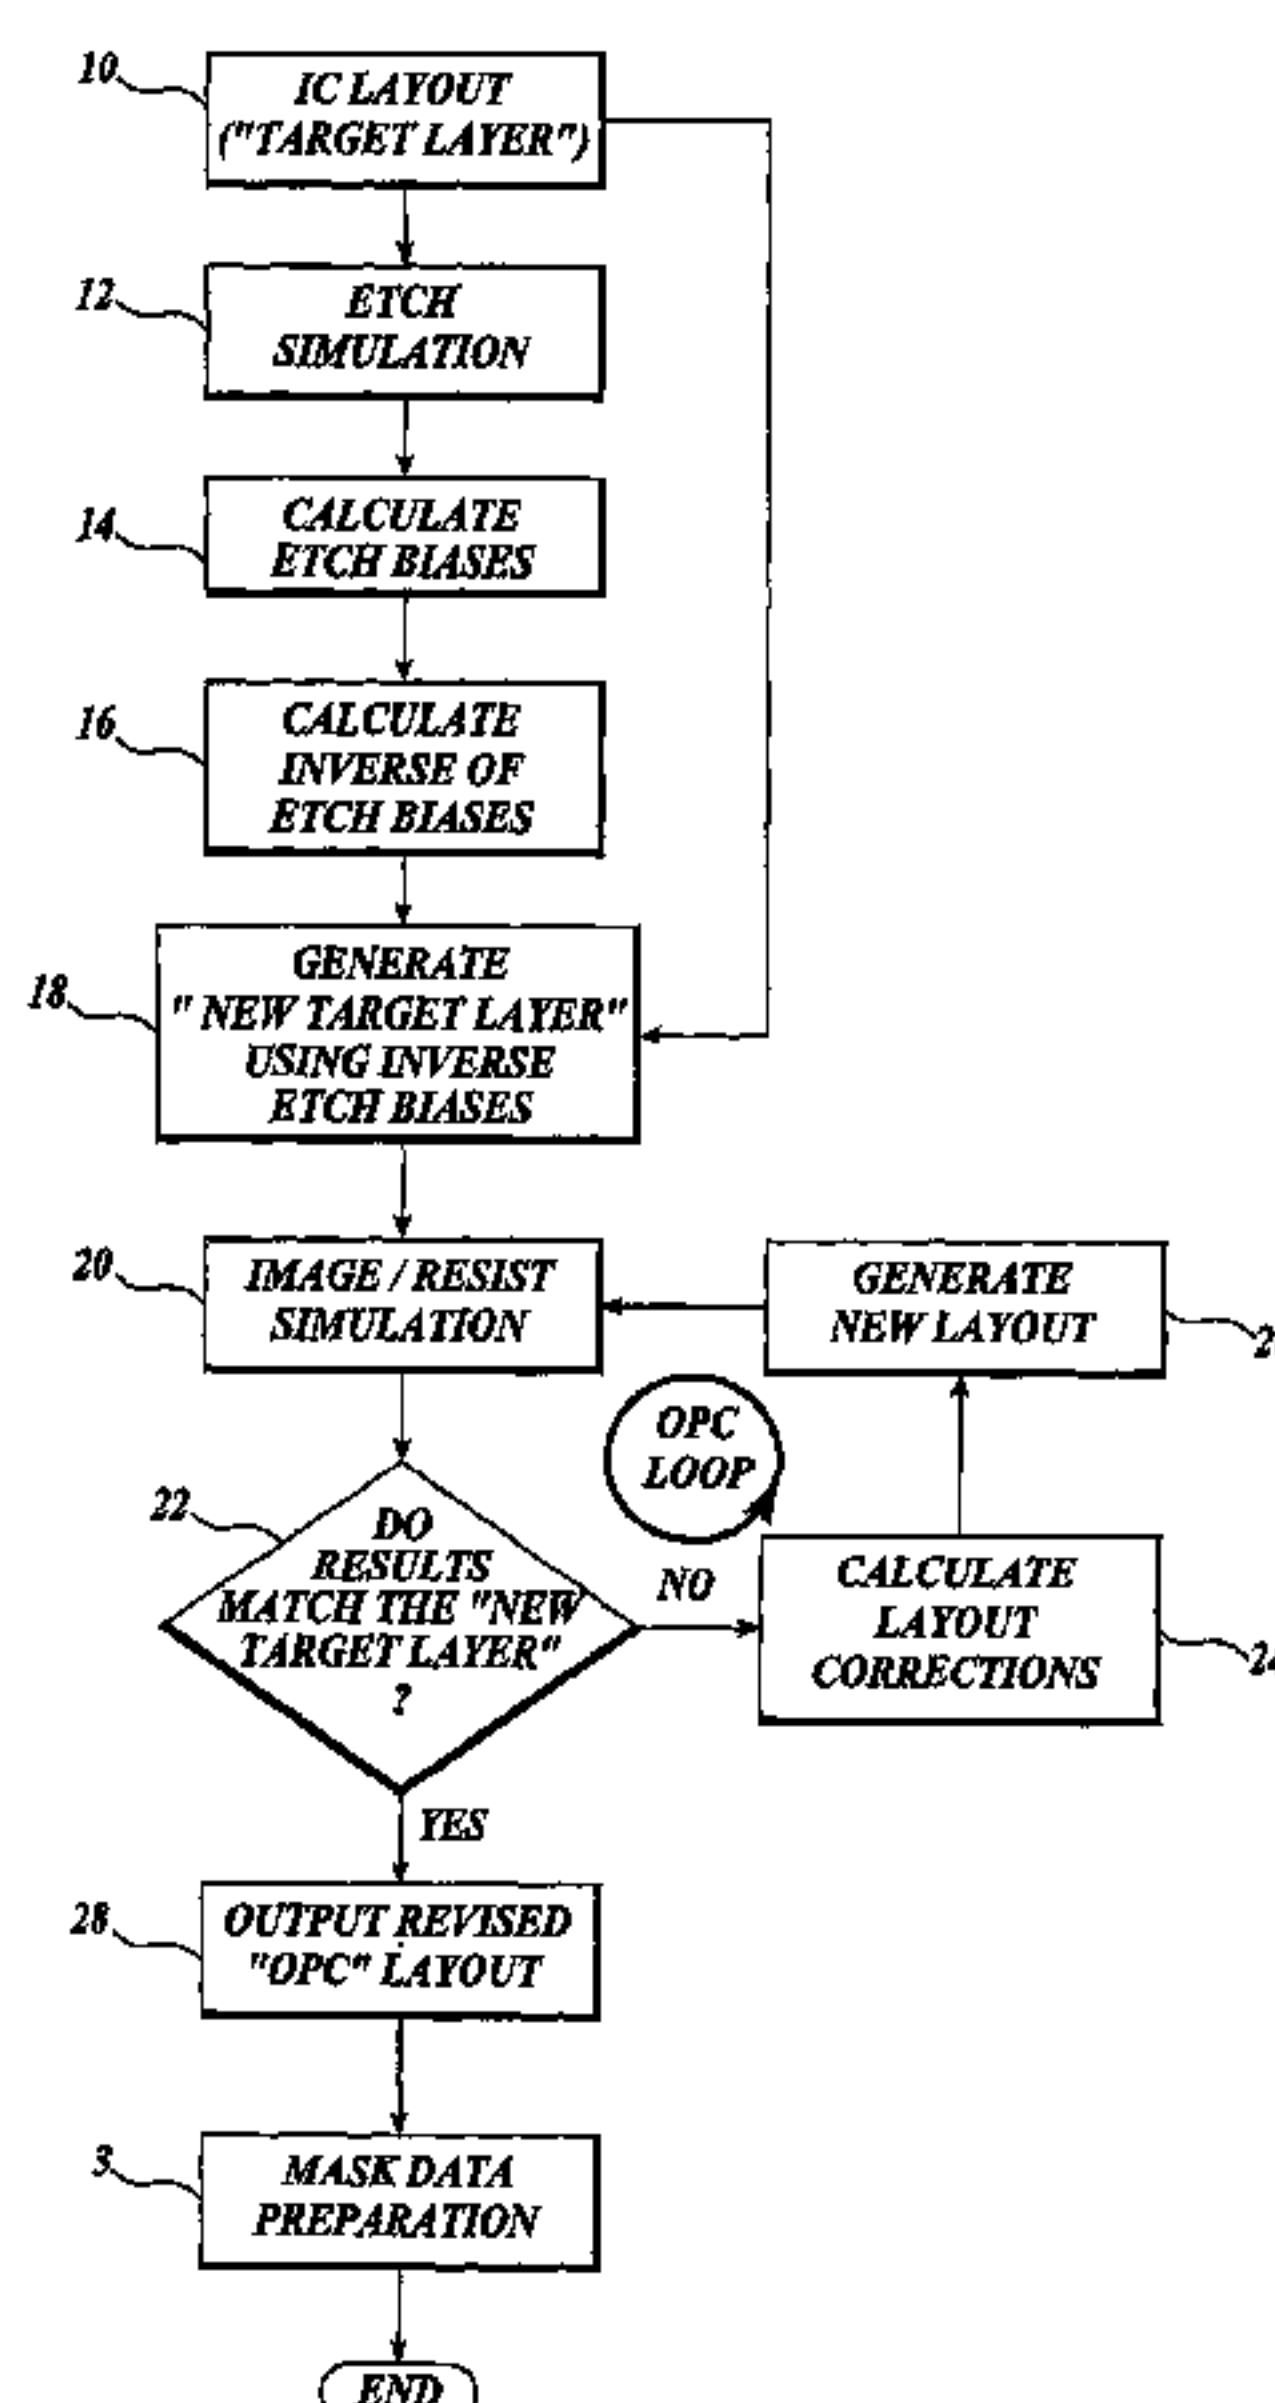 10
IC LAYOUT
("TARGET LAYER")
12
ETCH
SIMULATION
14
CALCULATE
ETCH BIASES
16
CALCULATE
INVERSE OF
ETCH BIASES
18
GENERATE
" NEW TARGET LAYER"
USING INVERSE
ETCH BIASES
20
IMAGE / RESIST
SIMULATION
GENERATE
NEW LAYOUT
OPC
LOOP
22
DO
RESULTS
MATCH THE "NEW
TARGET LAYER"
?
NO
CALCULATE
LAYOUT
CORRECTIONS
24
YES
28
OUTPUT REVISED
"OPC" LAYOUT
3
MASK DATA
PREPARATION
END